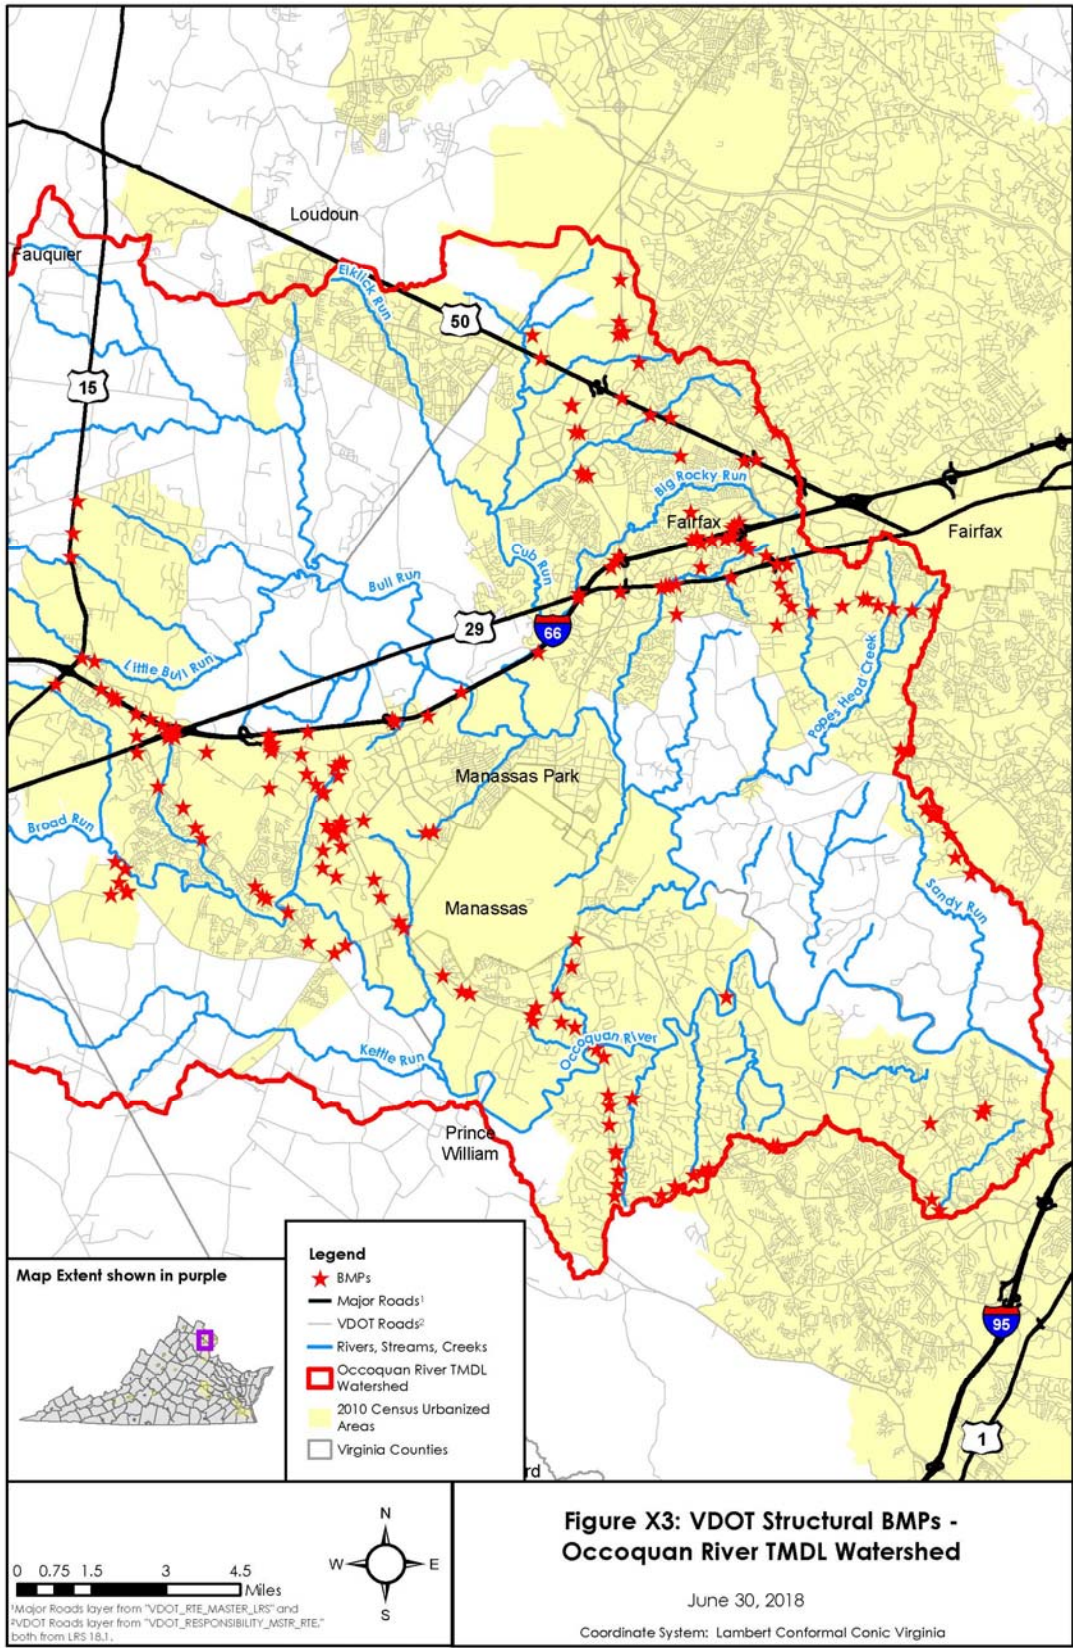 Loudoun
Fauquier
Elklick Run
50
15
Big Rocky Run
Fairfax
Fairfax
Cub Run
Bull Run
29
66
Little Bull Run
Popes Head Creek
Manassas Park
Broad Run
Sandy Run
Manassas
Occoquan River
Kettle Run
Prince
William
95
1
rd
Legend
BMPs
Major Roads¹
VDOT Roads²
Rivers, Streams, Creeks
Occoquan River TMDL
Watershed
2010 Census Urbanized
Areas
Virginia Counties
Map Extent shown in purple
N
W E
S
0 0.75 1.5 3 4.5
Miles
¹Major Roads layer from "VDOT_RTE_MASTER_LRS" and
²VDOT Roads layer from "VDOT_RESPONSIBILITY_MSTR_RTE,"
both from LRS 18.1.
Figure X3: VDOT Structural BMPs -
Occoquan River TMDL Watershed
June 30, 2018
Coordinate System: Lambert Conformal Conic Virginia